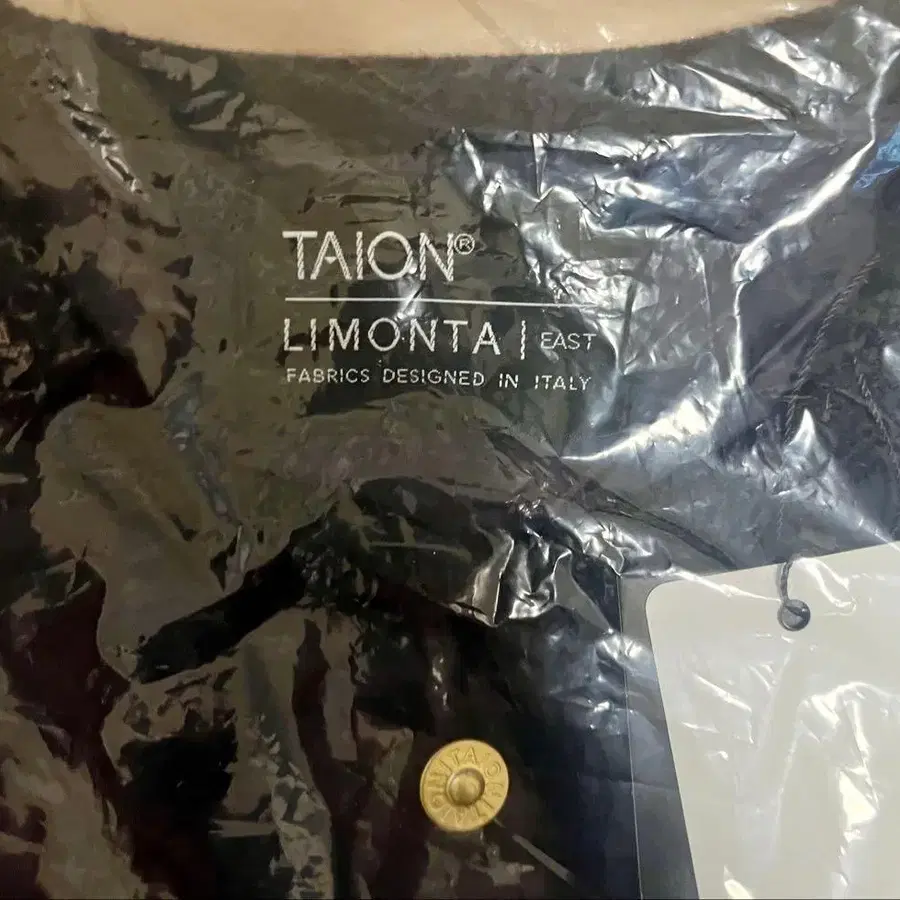 TAION®
LIMONTA | EAST
FABRICS DESIGNED IN ITALY